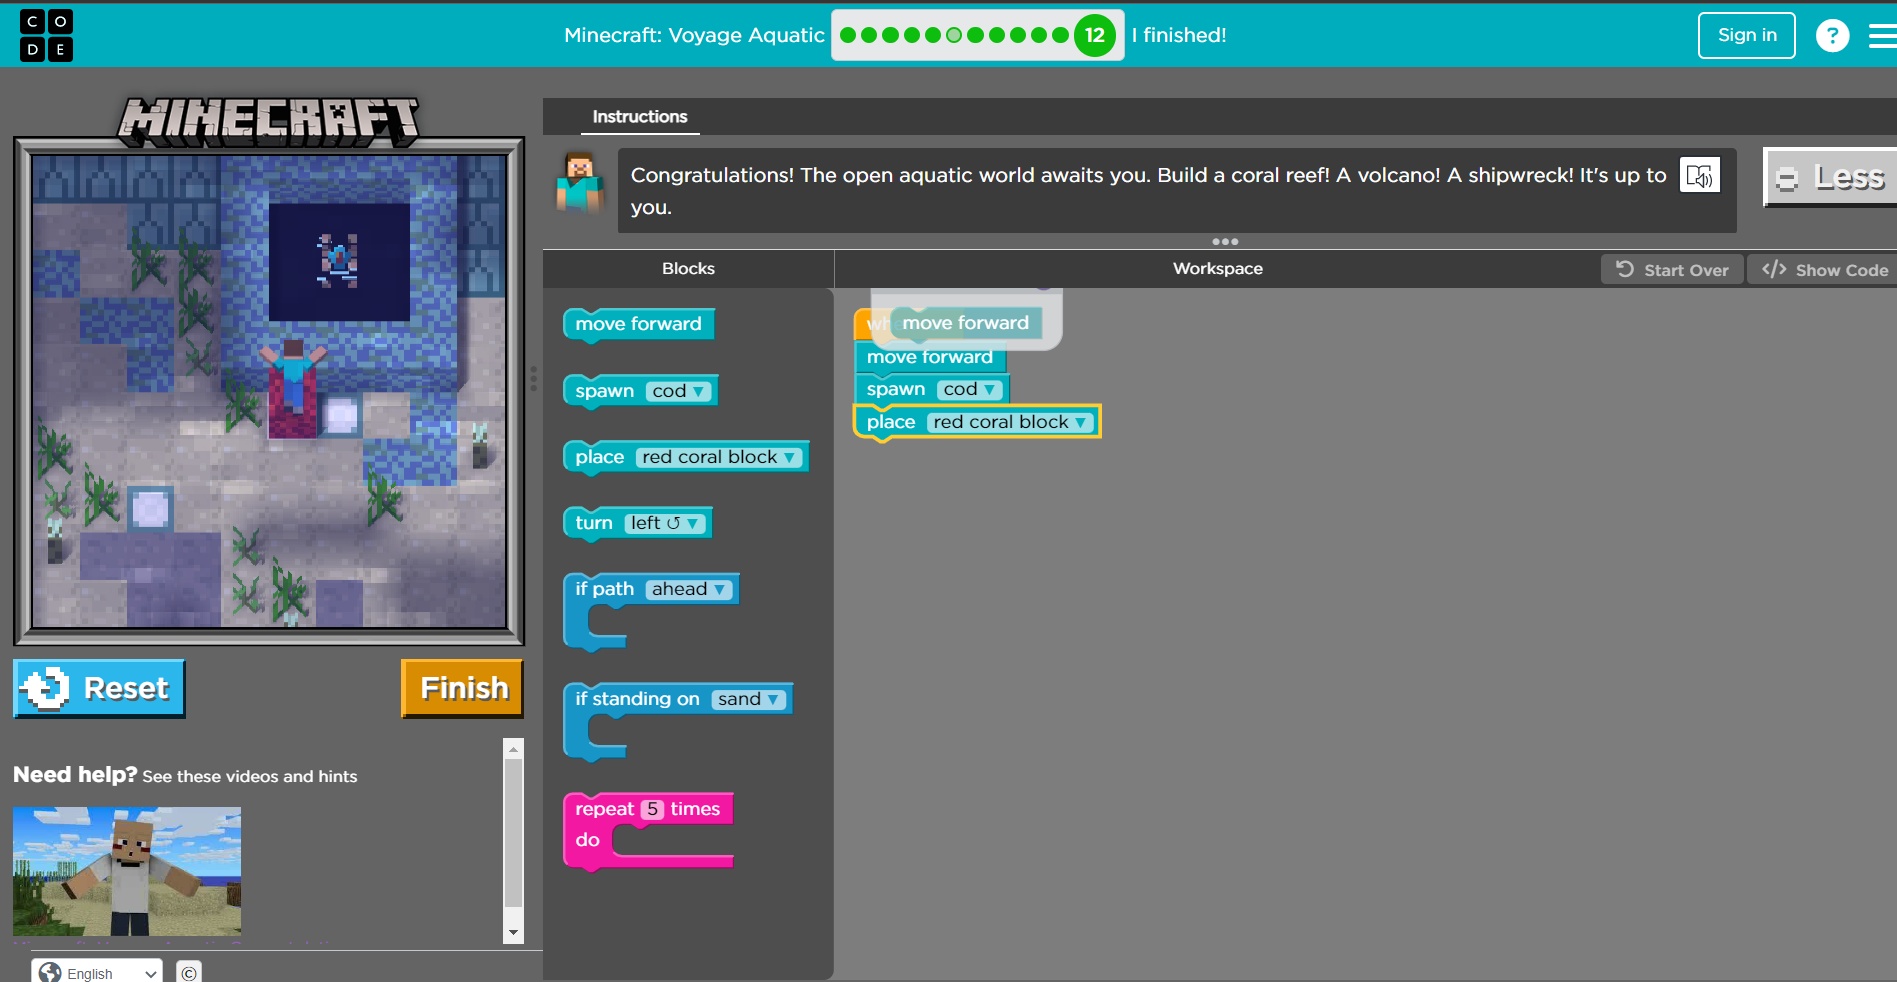 CO
DE
Minecraft: Voyage Aquatic
12
I finished!
Sign in
?
MINECRAFT
Instructions
Congratulations! The open aquatic world awaits you. Build a coral reef! A volcano! A shipwreck! It's up to
you.
Less
Blocks
Workspace
Start Over
</> Show Code
move forward
spawn cod
place red coral block
turn left
if path ahead
if standing on sand
repeat 5 times
do
move forward
move forward
spawn cod
place red coral block
Reset
Finish
Need help? See these videos and hints
English
©